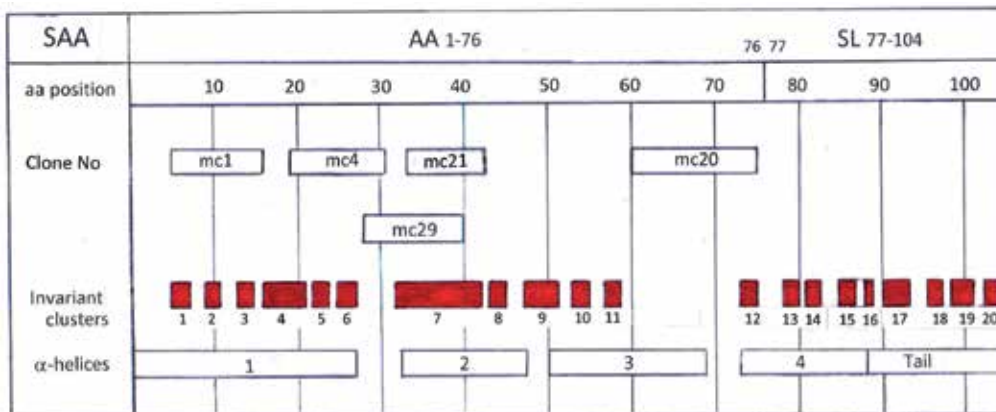 SAA AA 1-76 76 77 SL 77-104
aa position 10 20 30 40 50 60 70 80 90 100
Clone No mc1 mc4 mc21 mc20
mc29
Invariant
clusters 1 2 3 4 5 6 7 8 9 10 11 12 13 14 15 16 17 18 19 20
α-helices 1 2 3 4 Tail